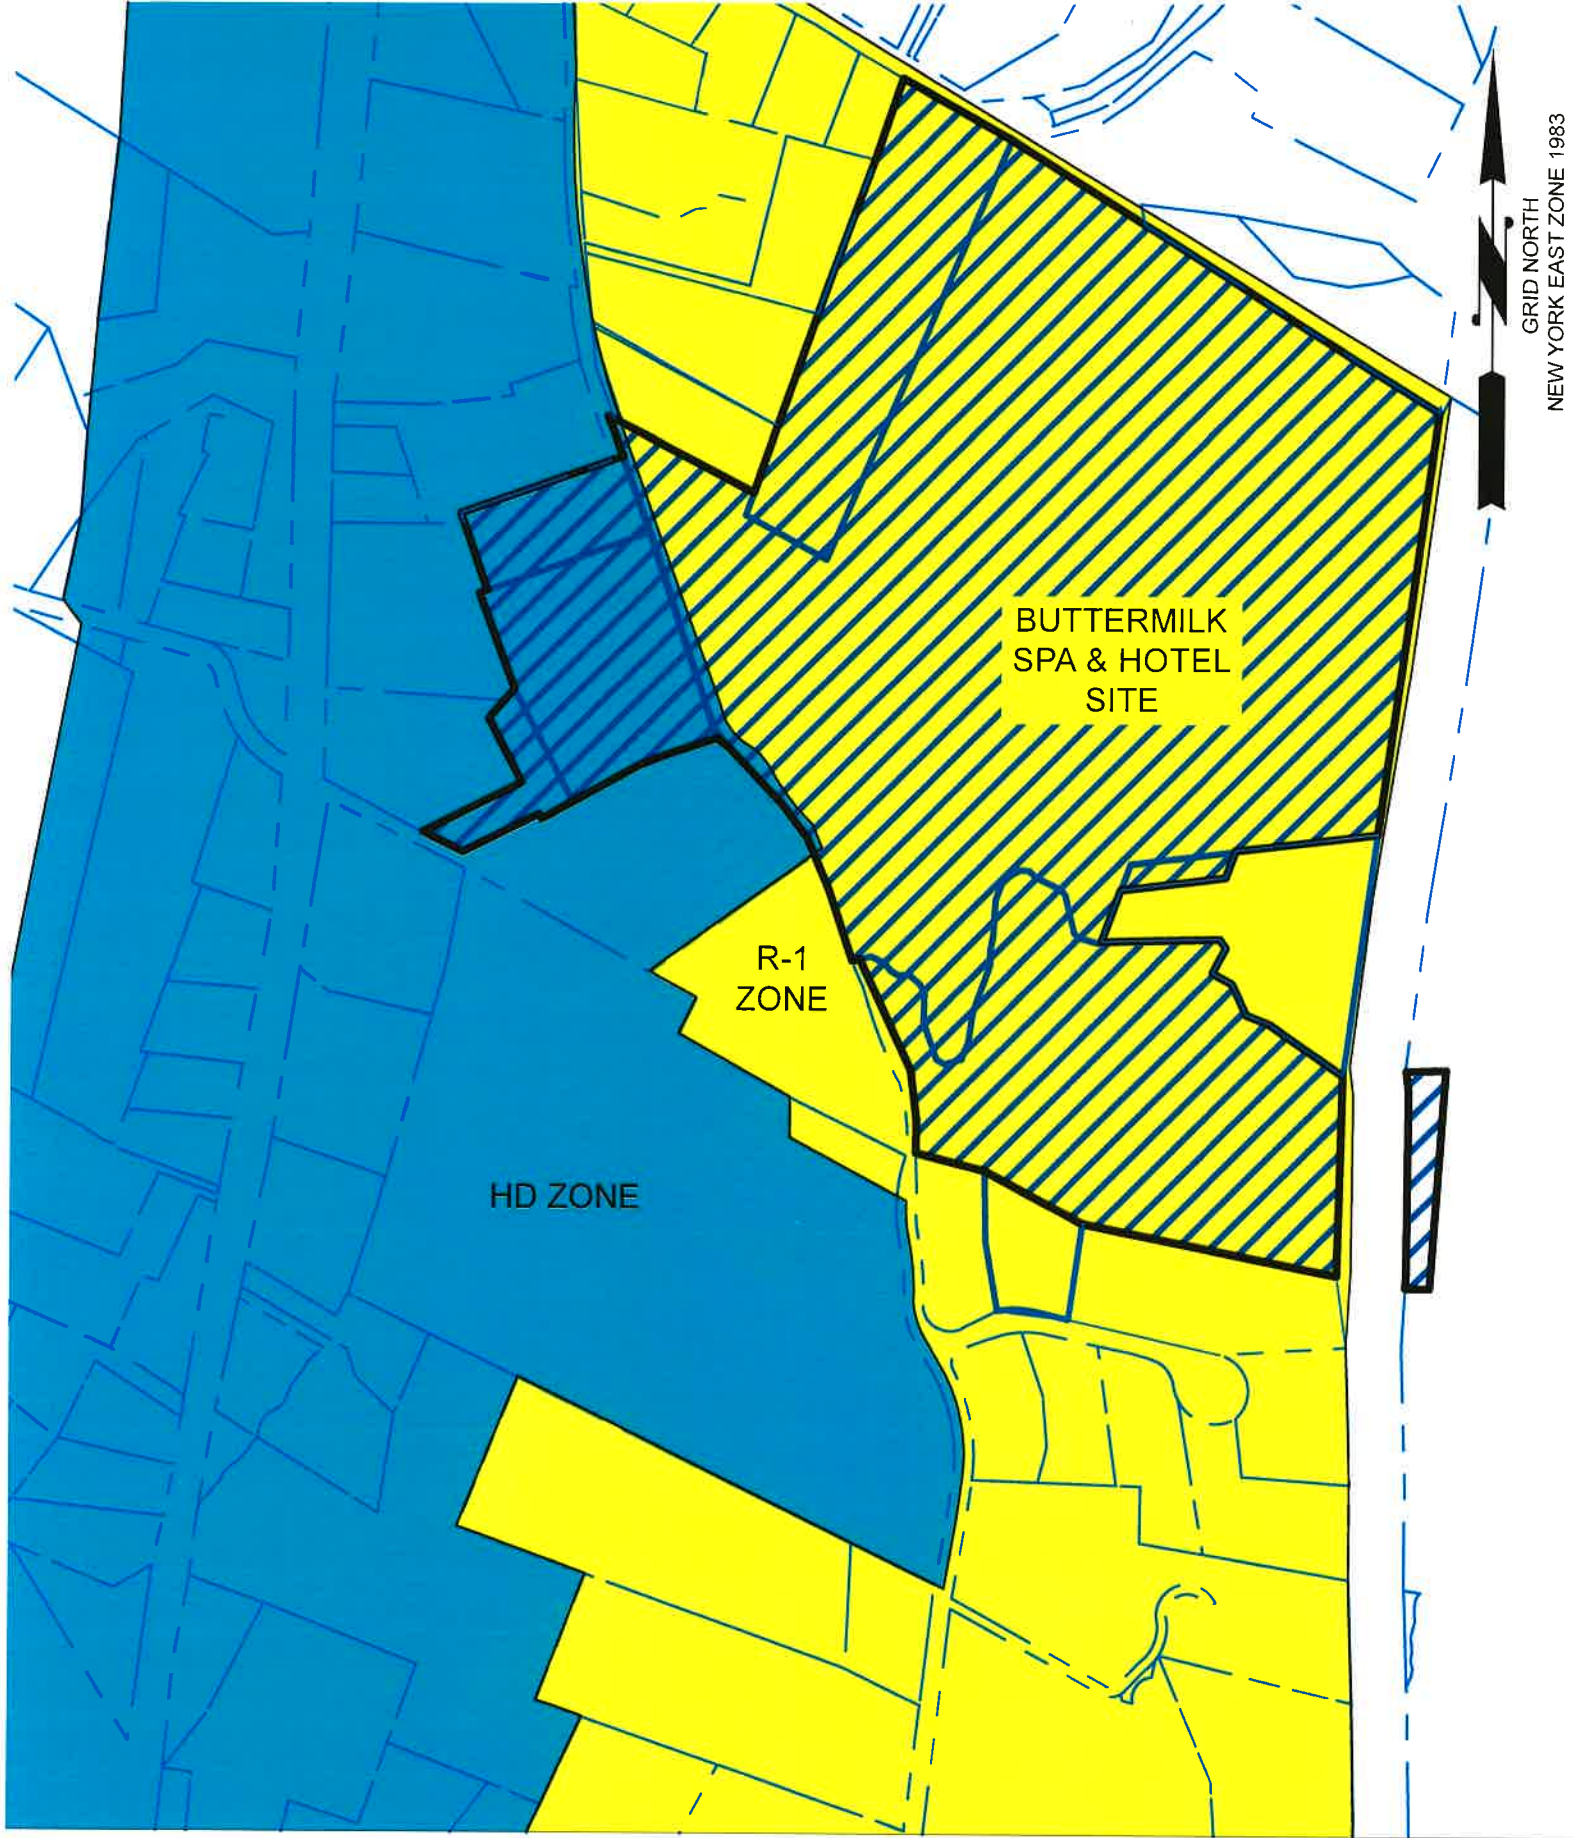 GRID NORTH
NEW YORK EAST ZONE 1983
BUTTERMILK
SPA & HOTEL
SITE
R-1
ZONE
HD ZONE